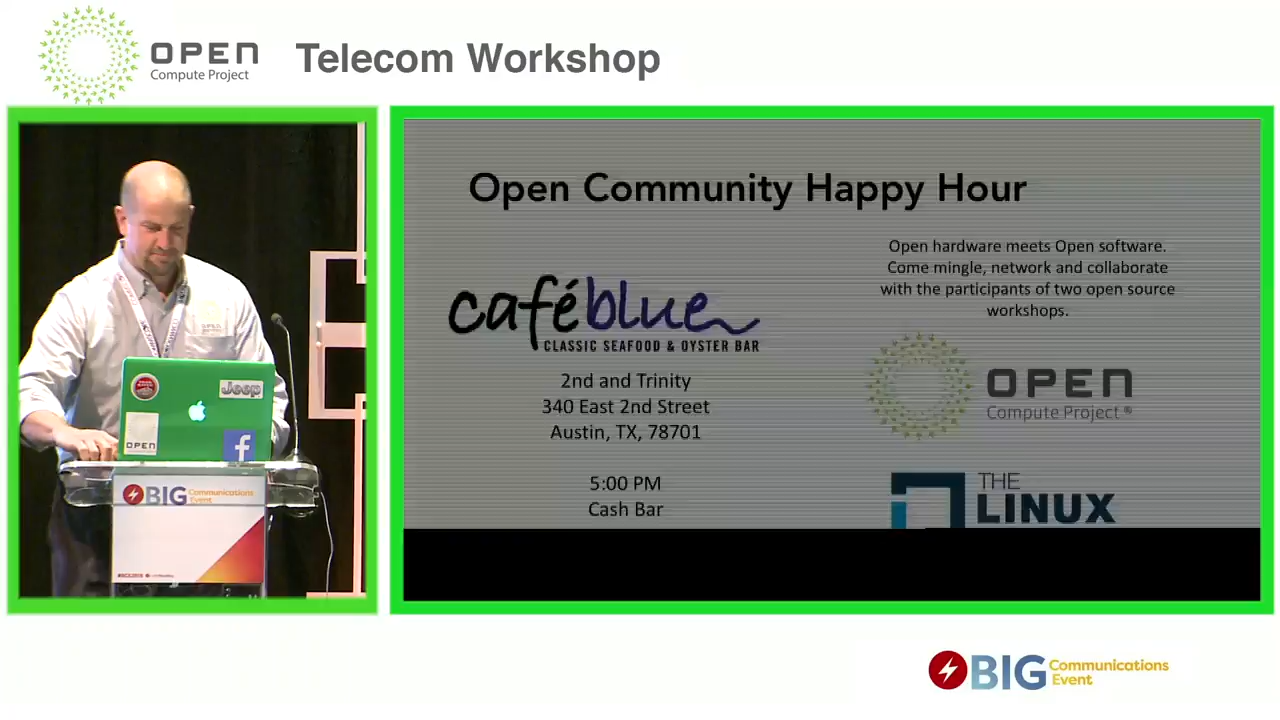 OPEN
Compute Project
Telecom Workshop
Open Community Happy Hour
caféblue
CLASSIC SEAFOOD & OYSTER BAR
2nd and Trinity
340 East 2nd Street
Austin, TX, 78701
5:00 PM
Cash Bar
Open hardware meets Open software.
Come mingle, network and collaborate
with the participants of two open source
workshops.
OPEN
Compute Project ®
THE
LINUX
Jeep
OPEN
f
BIG Communications
Event
BIG Communications
Event